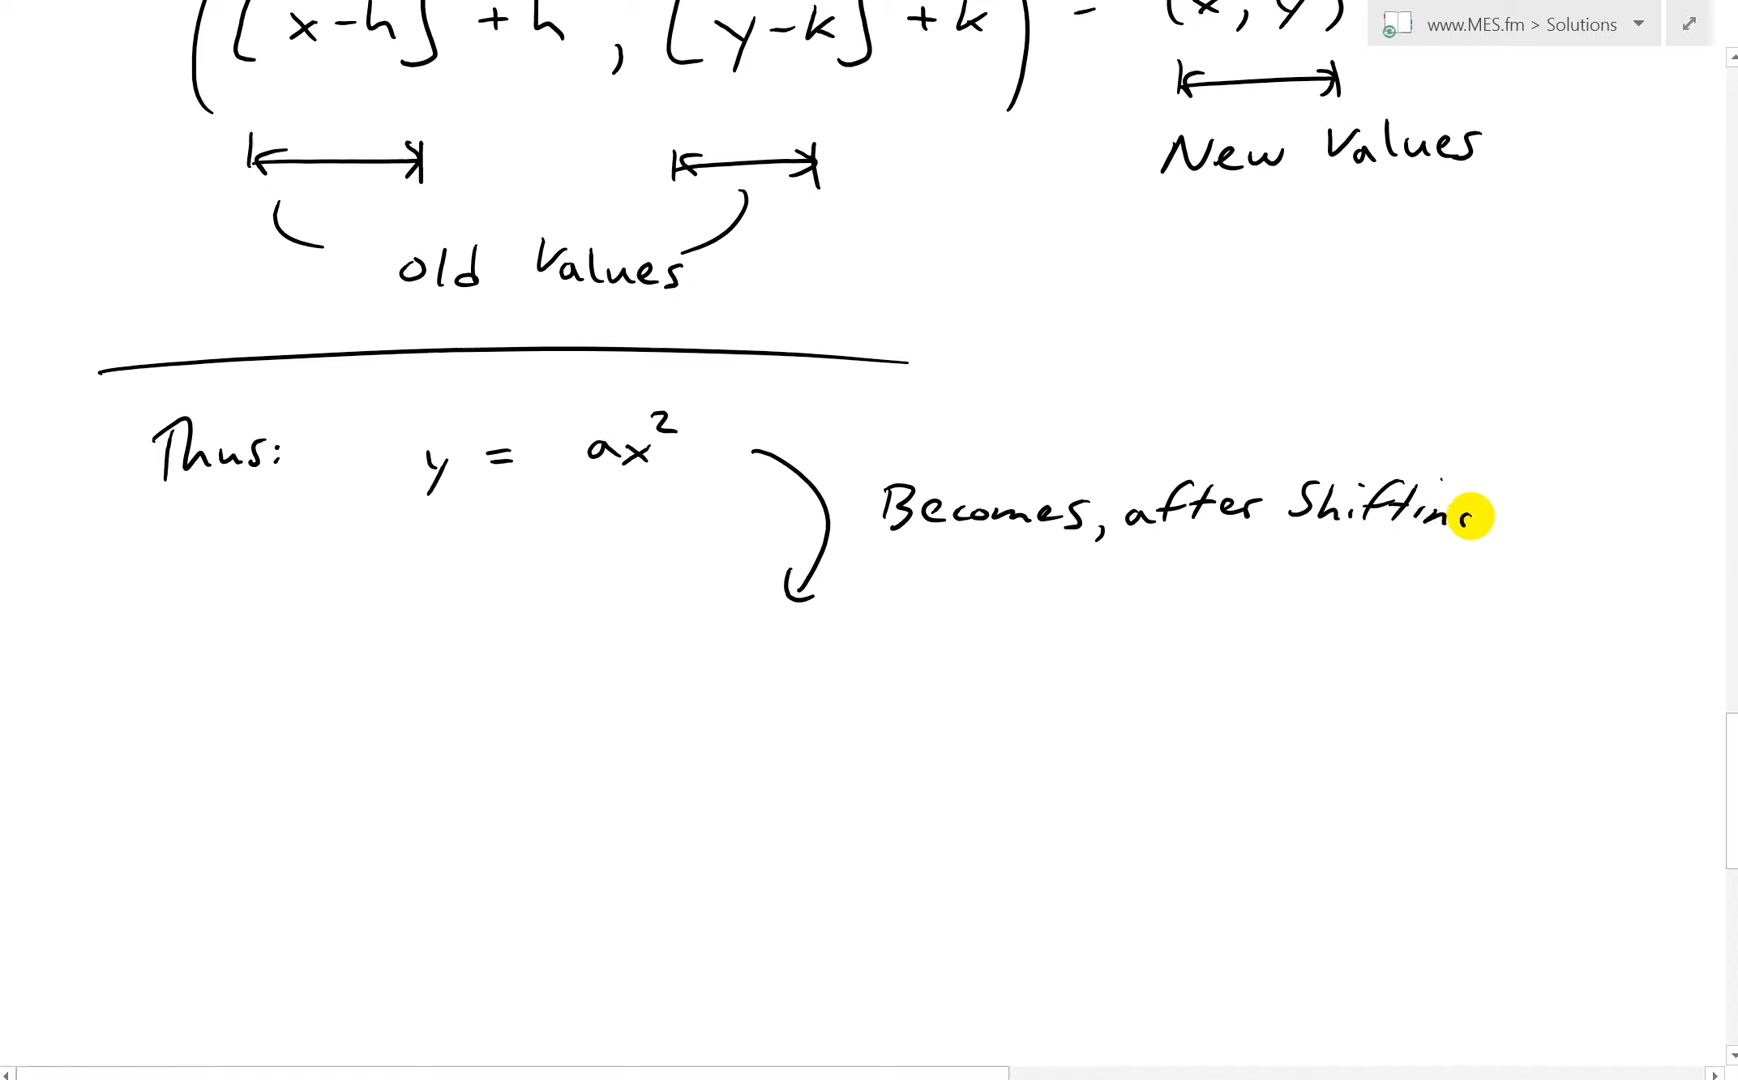 ([x-h] + h, [y-k] + k) = (x, y)
www.MES.fm > Solutions
New Values
Old Values
Thus: y = ax²
Becomes, after Shifting